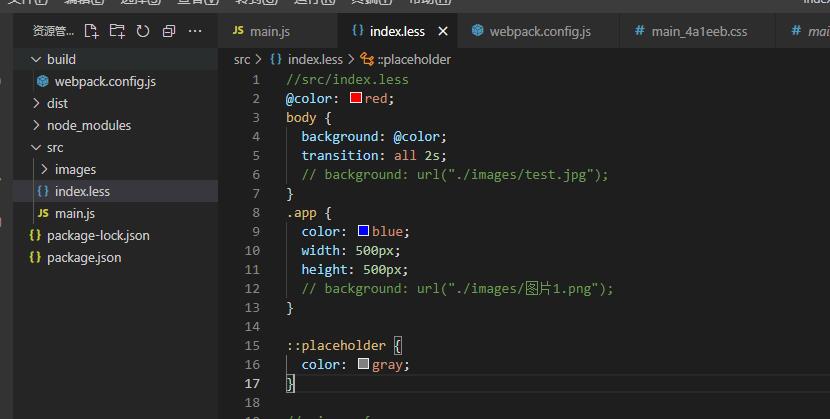 main.js
index.less
webpack.config.js
main_4a1eeb.css
资源管...
build
webpack.config.js
dist
node_modules
src
images
index.less
JS main.js
package-lock.json
package.json
src > {} index.less > ::placeholder
1 //src/index.less
2 @color: red;
3 body {
4 background: @color;
5 transition: all 2s;
6 // background: url("./images/test.jpg");
7 }
8 .app {
9 color: blue;
10 width: 500px;
11 height: 500px;
12 // background: url("./images/图片1.png");
13 }
14
15 ::placeholder {
16 color: gray;
17 }
18